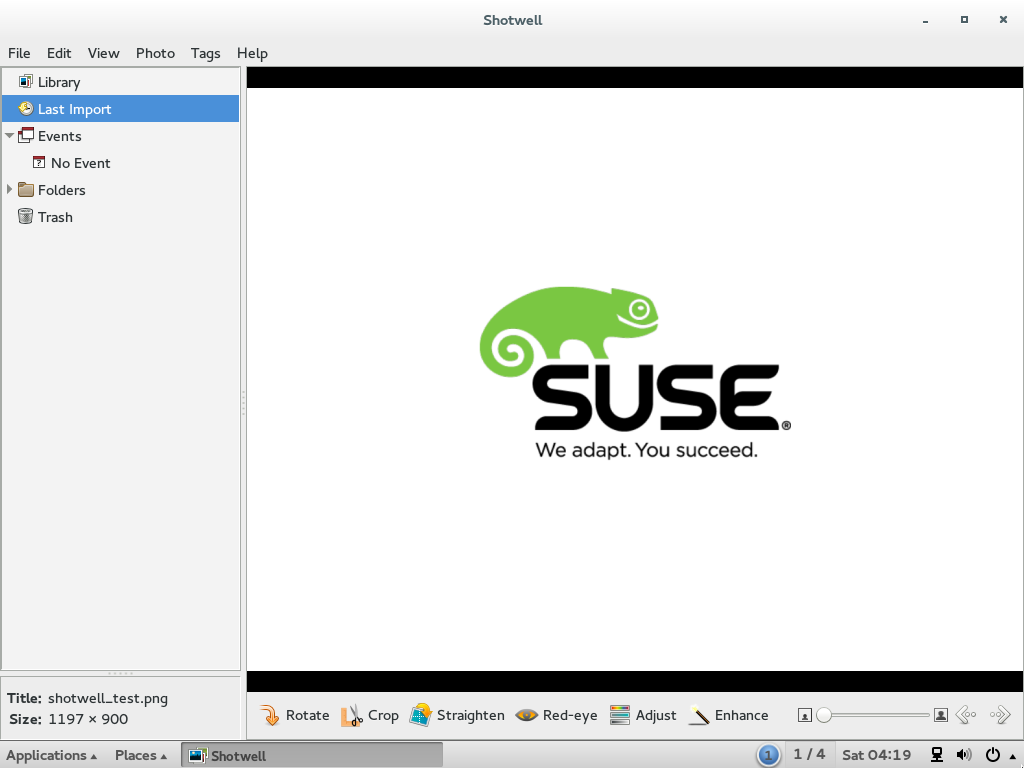 Shotwell
File Edit View Photo Tags Help
Library
Last Import
Events
No Event
Folders
Trash
SUSE®
We adapt. You succeed.
Title: shotwell_test.png
Size: 1197 × 900
Rotate Crop Straighten Red-eye Adjust Enhance
Applications Places Shotwell 1 1 / 4 Sat 04:19